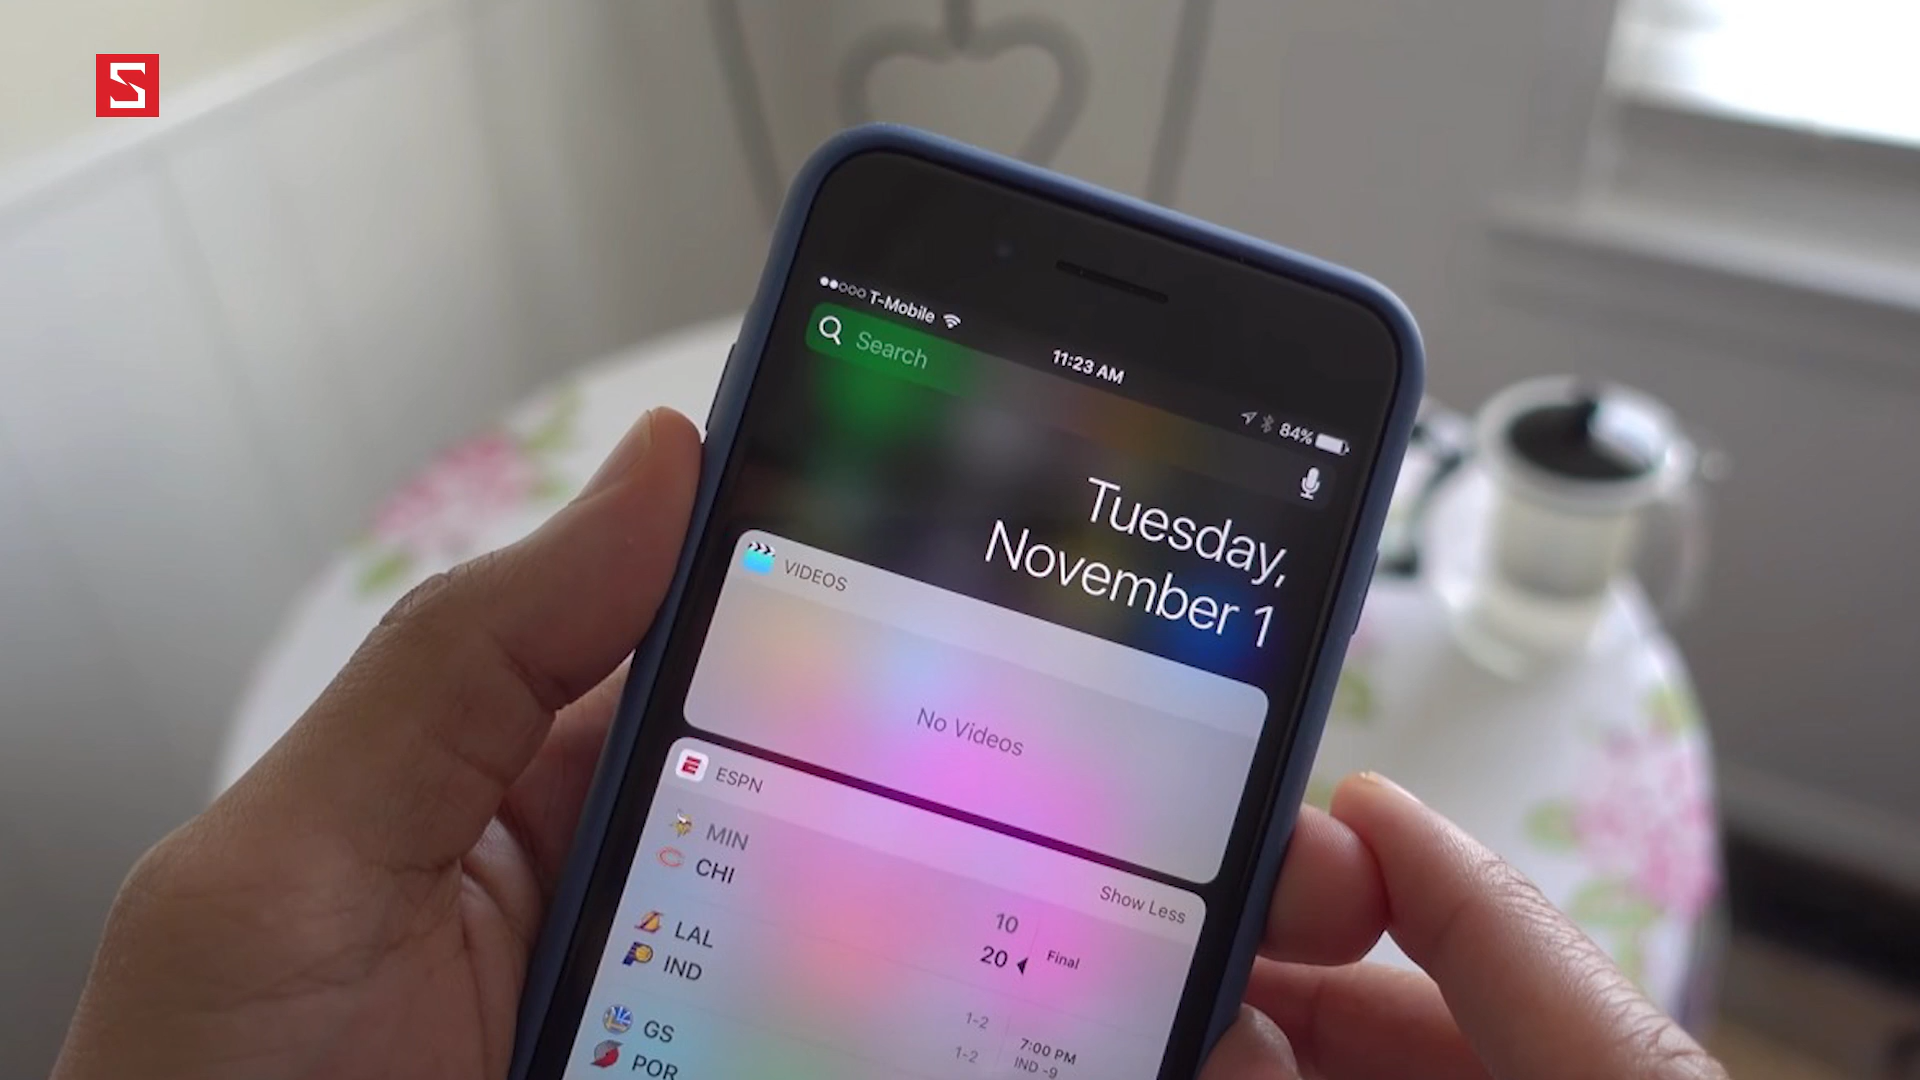 S
T-Mobile
11:23 AM
84%
Search
Tuesday,
November 1
VIDEOS
No Videos
ESPN
Show Less
MIN 10
CHI 20 Final
LAL 1-2 7:00 PM
IND 1-2 IND -9
GS
POR